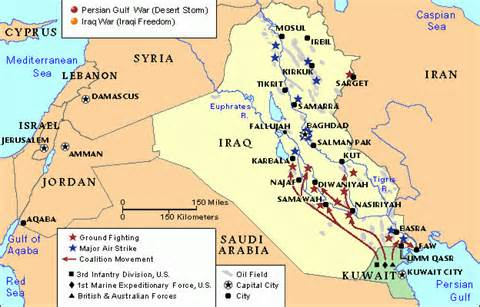 Persian Gulf War (Desert Storm)
Iraq War (Iraqi Freedom)
CYPRUS
Caspian
Sea
MOSUL
IRBIL
SYRIA
Mediterranean
Sea
KIRKUK
IRAN
SARGET
LEBANON
TIKRIT
DAMASCUS
Euphrates
R.
SAMARRA
ISRAEL
BAGHDAD
FALLUJAH
JERUSALEM
SALMAN PAK
AMMAN
IRAQ
KARBALA
KUT
JORDAN
NAJAF
DIWANIYAH
Tigris
R.
150 Miles
SAMAWAH
NASIRIYAH
150 Kilometers
AQABA
BASRA
Gulf of Aqaba
SAUDI
ARABIA
FAW
UMM QASR
Ground Fighting
Major Air Strike
Coalition Movement
KUWAIT
KUWAIT CITY
3rd Infantry Division, U.S.
1st Marine Expeditionary Force, U.S.
British & Australian Forces
Oil Field
Capital City
City
Red
Sea
Persian
Gulf